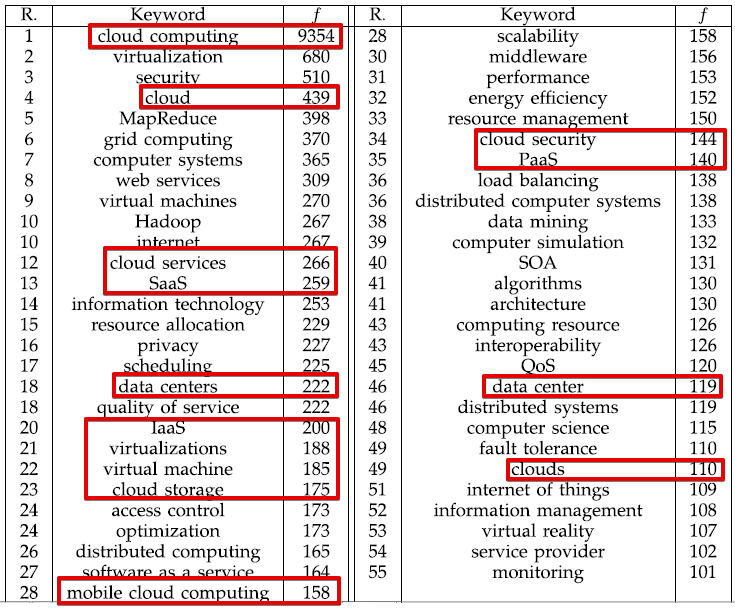 R. Keyword f
1 cloud computing 9354
2 virtualization 680
3 security 510
4 cloud 439
5 MapReduce 398
6 grid computing 370
7 computer systems 365
8 web services 309
9 virtual machines 270
10 Hadoop 267
10 internet 267
12 cloud services 266
13 SaaS 259
14 information technology 253
15 resource allocation 229
16 privacy 227
17 scheduling 225
18 data centers 222
18 quality of service 222
20 IaaS 200
21 virtualizations 188
22 virtual machine 185
23 cloud storage 175
24 access control 173
24 optimization 173
26 distributed computing 165
27 software as a service 164
28 mobile cloud computing 158
R. Keyword f
28 scalability 158
30 middleware 156
31 performance 153
32 energy efficiency 152
33 resource management 150
34 cloud security 144
35 PaaS 140
36 load balancing 138
36 distributed computer systems 138
38 data mining 133
39 computer simulation 132
40 SOA 131
41 algorithms 130
41 architecture 130
43 computing resource 126
43 interoperability 126
45 QoS 120
46 data center 119
46 distributed systems 119
48 computer science 115
49 fault tolerance 110
49 clouds 110
51 internet of things 109
52 information management 108
53 virtual reality 107
54 service provider 102
55 monitoring 101